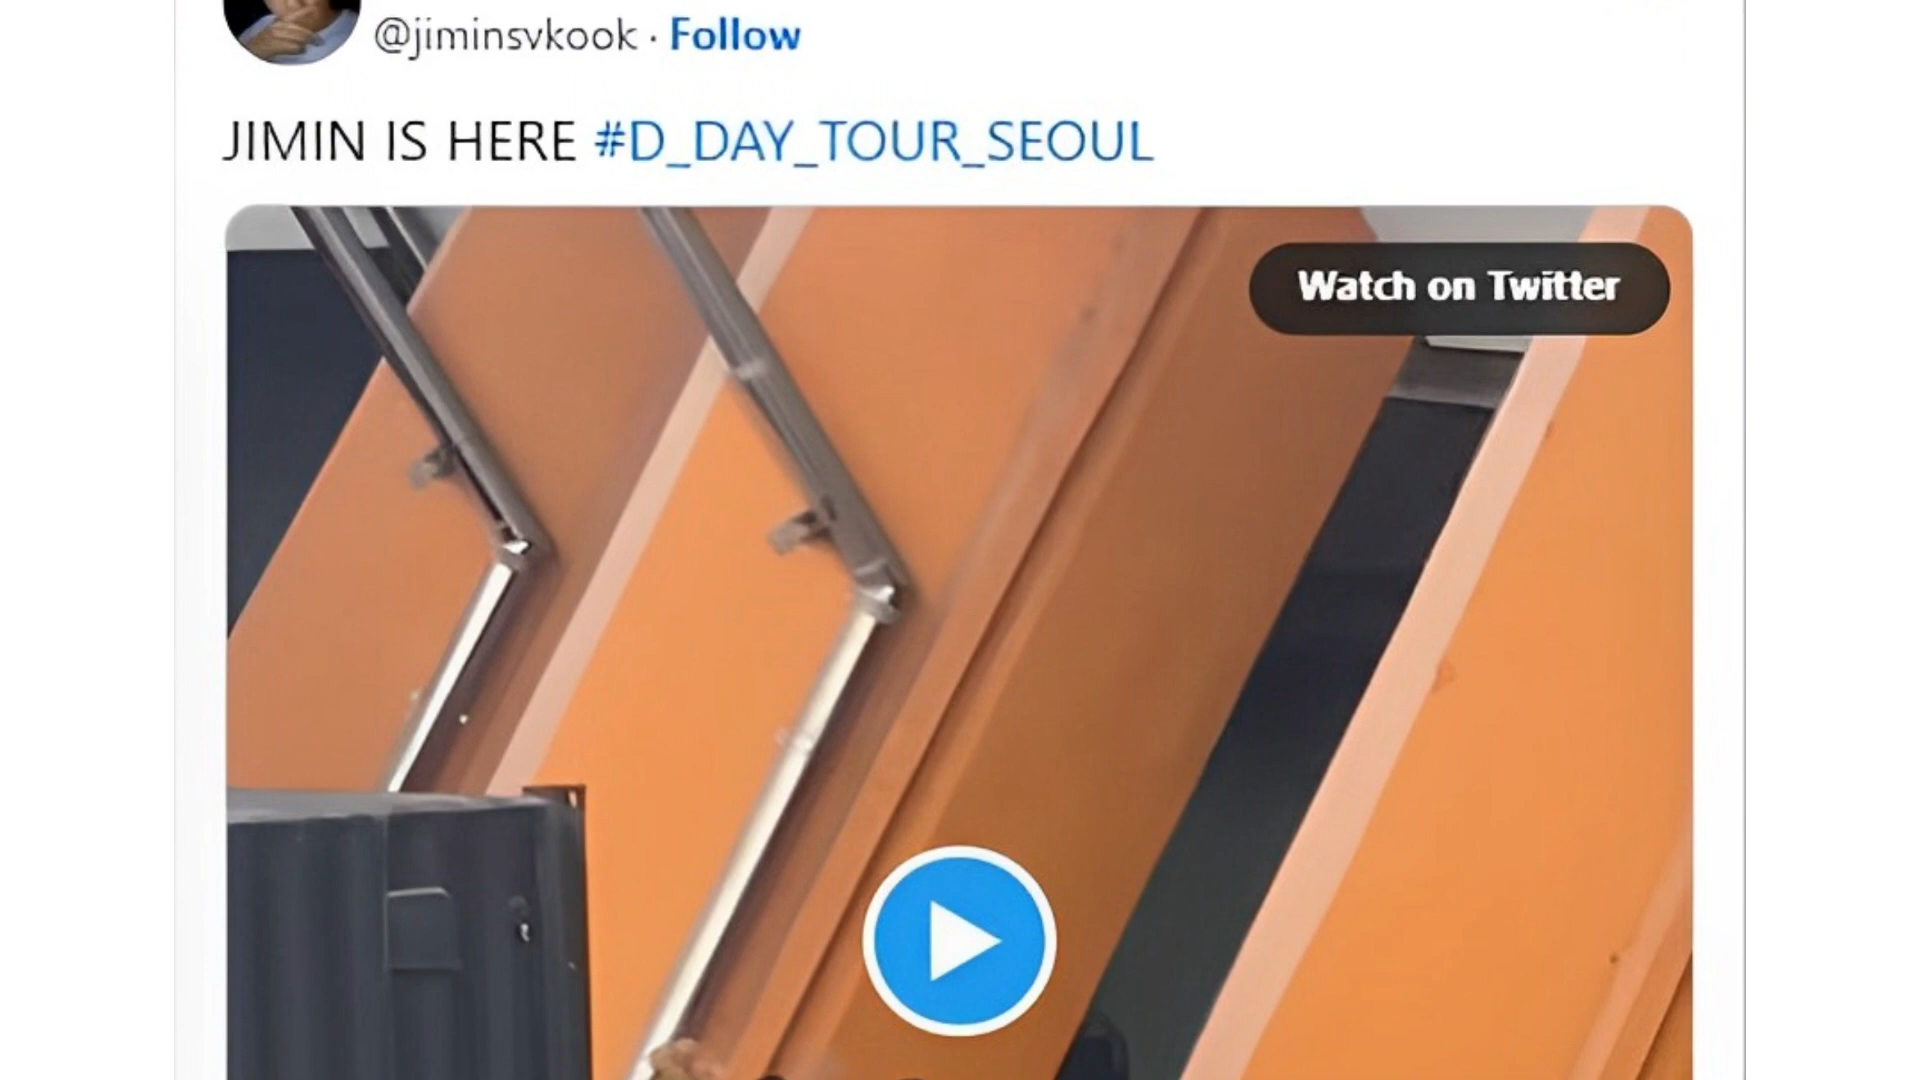 @jiminsvkook · Follow
JIMIN IS HERE #D_DAY_TOUR_SEOUL
Watch on Twitter